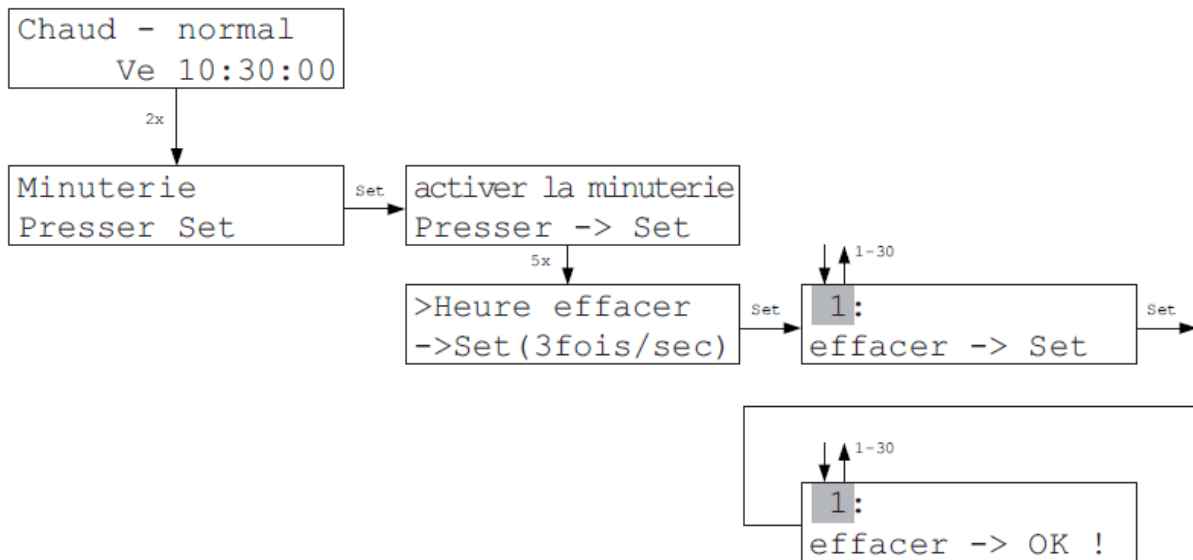 Chaud - normal
Ve 10:30:00
2x
Minuterie
Presser Set
Set
activer la minuterie
Presser -> Set
5x
>Heure effacer
->Set(3fois/sec)
Set
1-30
1:
effacer -> Set
Set
1-30
1:
effacer -> OK !